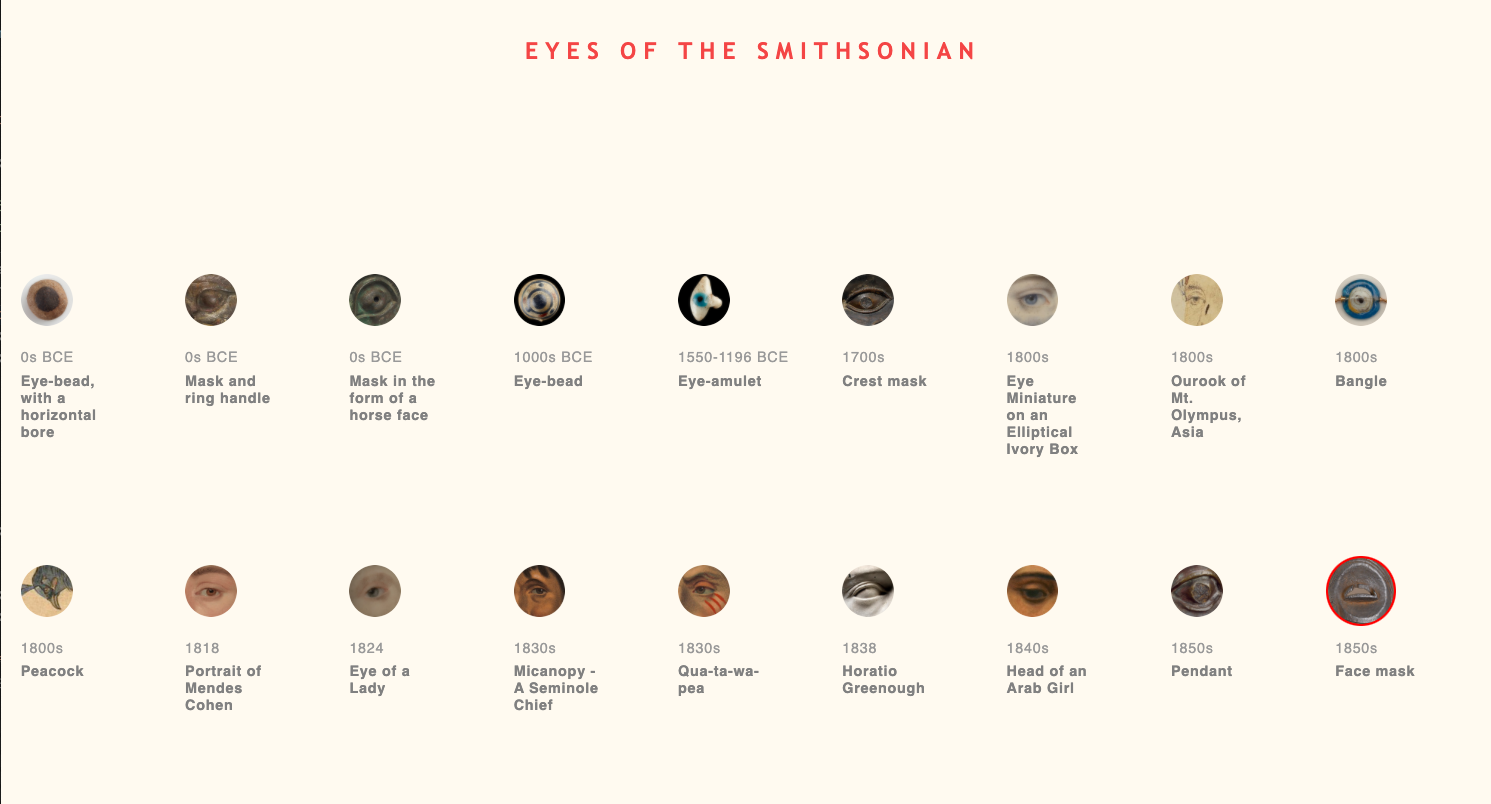 EYES OF THE SMITHSONIAN
0s BCE
Eye-bead,
with a
horizontal
bore
0s BCE
Mask and
ring handle
0s BCE
Mask in the
form of a
horse face
1000s BCE
Eye-bead
1550-1196 BCE
Eye-amulet
1700s
Crest mask
1800s
Eye
Miniature
on an
Elliptical
Ivory Box
1800s
Ourook of
Mt.
Olympus,
Asia
1800s
Bangle
1800s
Peacock
1818
Portrait of
Mendes
Cohen
1824
Eye of a
Lady
1830s
Micanopy -
A Seminole
Chief
1830s
Qua-ta-wa-
pea
1838
Horatio
Greenough
1840s
Head of an
Arab Girl
1850s
Pendant
1850s
Face mask